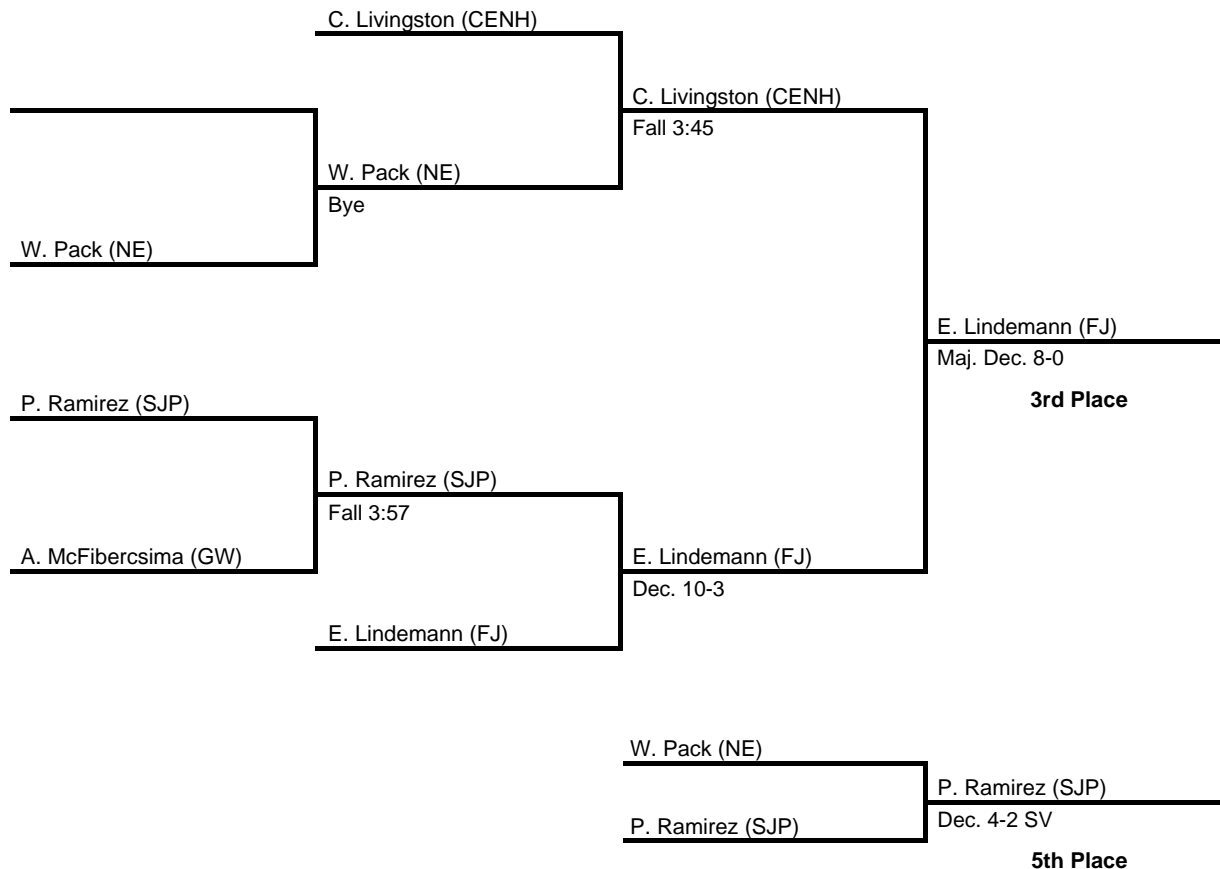 C. Livingston (CENH)
C. Livingston (CENH)
Fall 3:45
W. Pack (NE)
Bye
W. Pack (NE)
E. Lindemann (FJ)
Maj. Dec. 8-0
3rd Place
P. Ramirez (SJP)
P. Ramirez (SJP)
Fall 3:57
A. McFibercsima (GW)
E. Lindemann (FJ)
Dec. 10-3
E. Lindemann (FJ)
W. Pack (NE)
P. Ramirez (SJP)
Dec. 4-2 SV
P. Ramirez (SJP)
5th Place